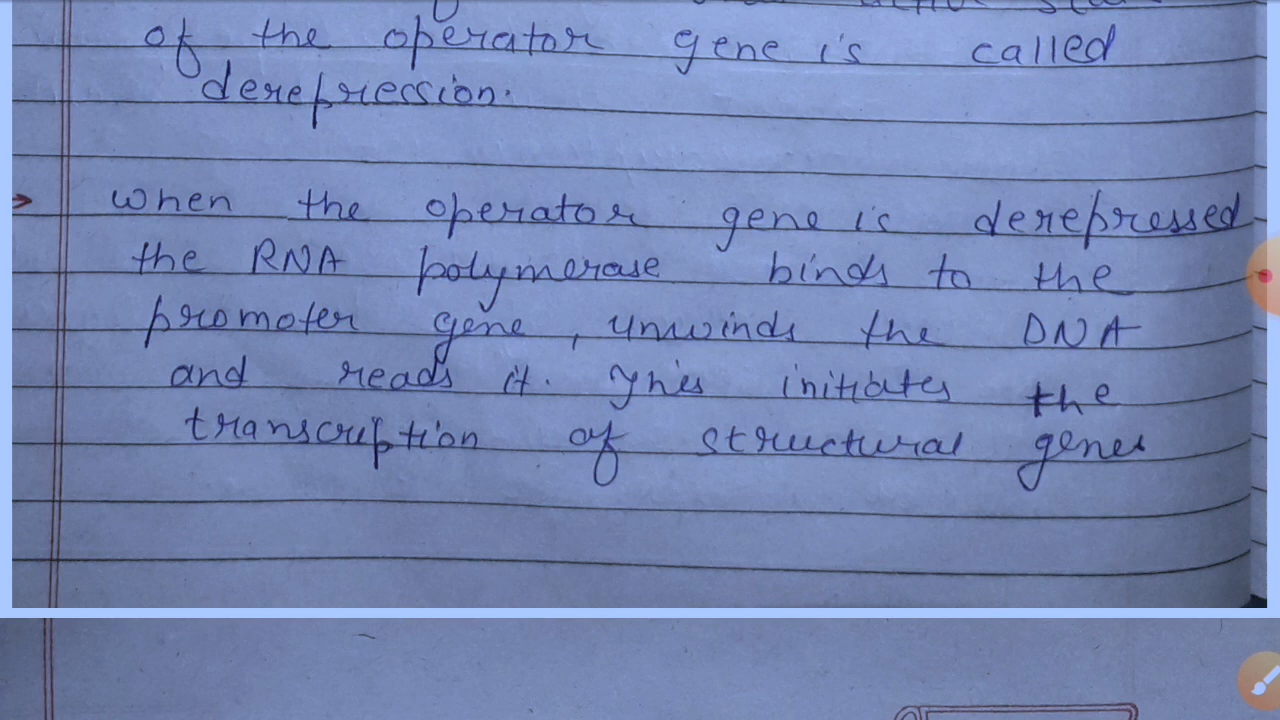 of the operator gene is called
derepression.
When the operator gene is derepressed
the RNA polymerase binds to the
promoter gene, unwinds the DNA
and reads it. This initiates the
transcription of structural genes